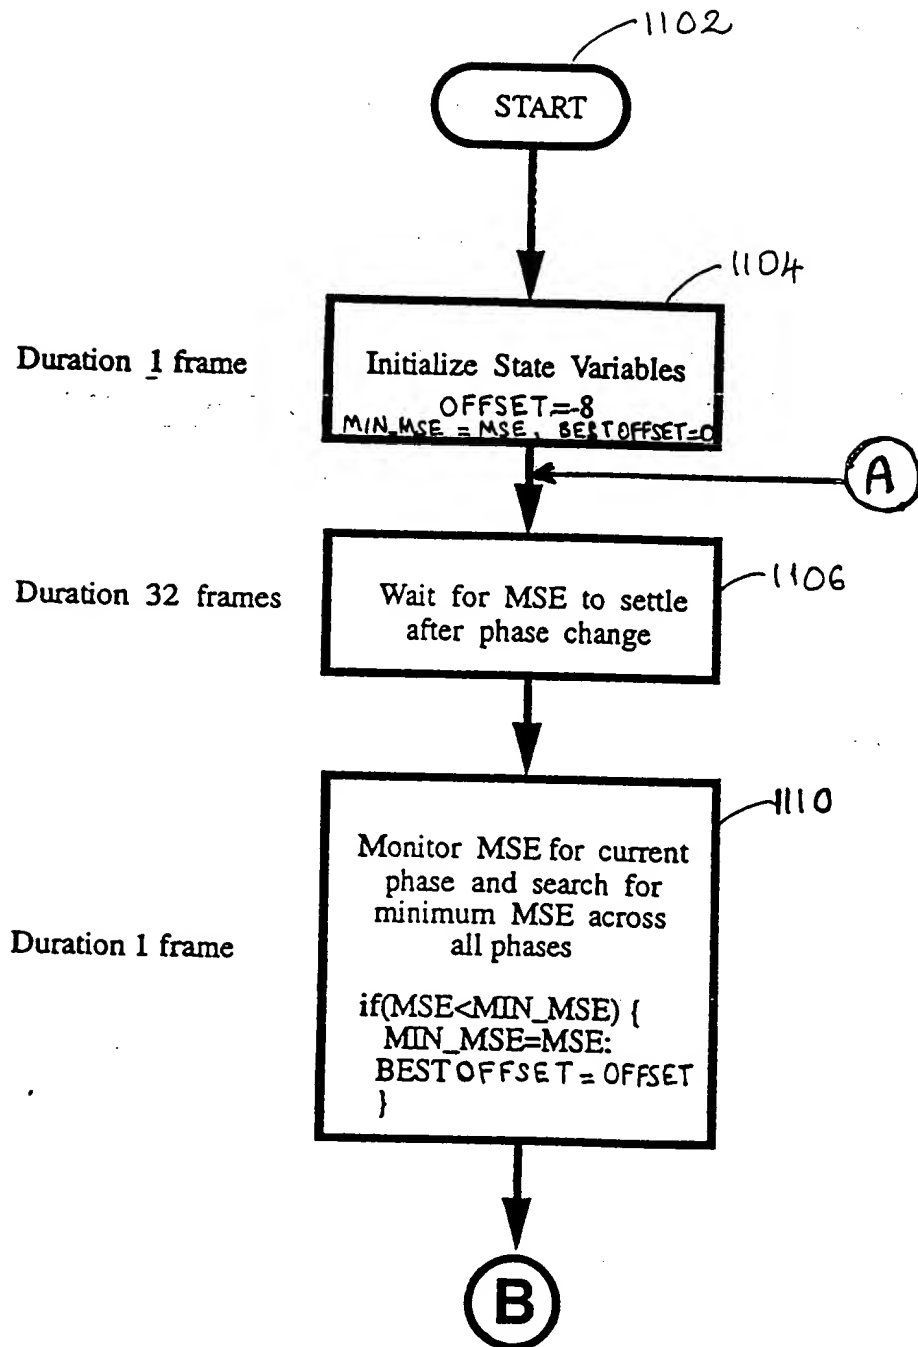 1102
START
1104
Duration 1 frame
Initialize State Variables
OFFSET=-8
MIN_MSE = MSE, BESTOFFSET=0
A
Duration 32 frames
1106
Wait for MSE to settle
after phase change
1110
Monitor MSE for current
phase and search for
minimum MSE across
all phases
Duration 1 frame
if(MSE<MIN_MSE) {
MIN_MSE=MSE:
BESTOFFSET = OFFSET
}
B